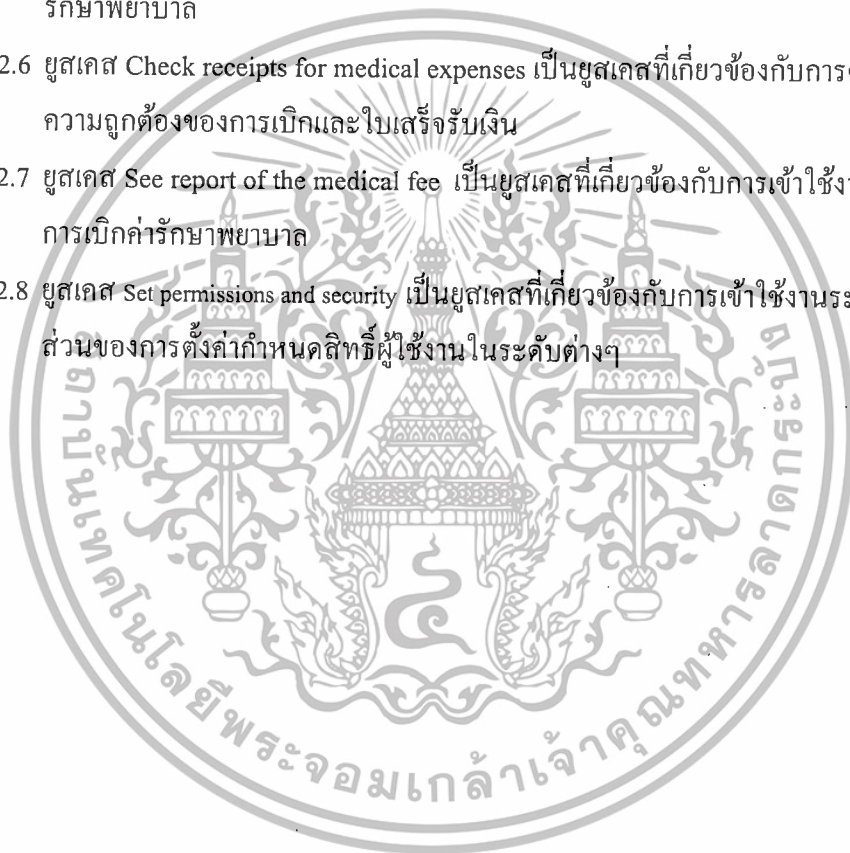 รักษาพยาบาล
2.6 ยูสเคส Check receipts for medical expenses เป็นยูสเคสที่เกี่ยวข้องกับการ
ความถูกต้องของการเบิกและใบเสร็จรับเงิน
2.7 ยูสเคส See report of the medical fee เป็นยูสเคสที่เกี่ยวข้องกับการเข้าใช้
การเบิกค่ารักษาพยาบาล
2.8 ยูสเคส Set permissions and security เป็นยูสเคสที่เกี่ยวข้องกับการเข้าใช้งาน
ส่วนของการตั้งค่ากำหนดสิทธิ์ผู้ใช้งานในระดับต่างๆ
สถาบันเทคโนโลยีพระจอมเกล้าเจ้าคุณทหารลาดกระบัง